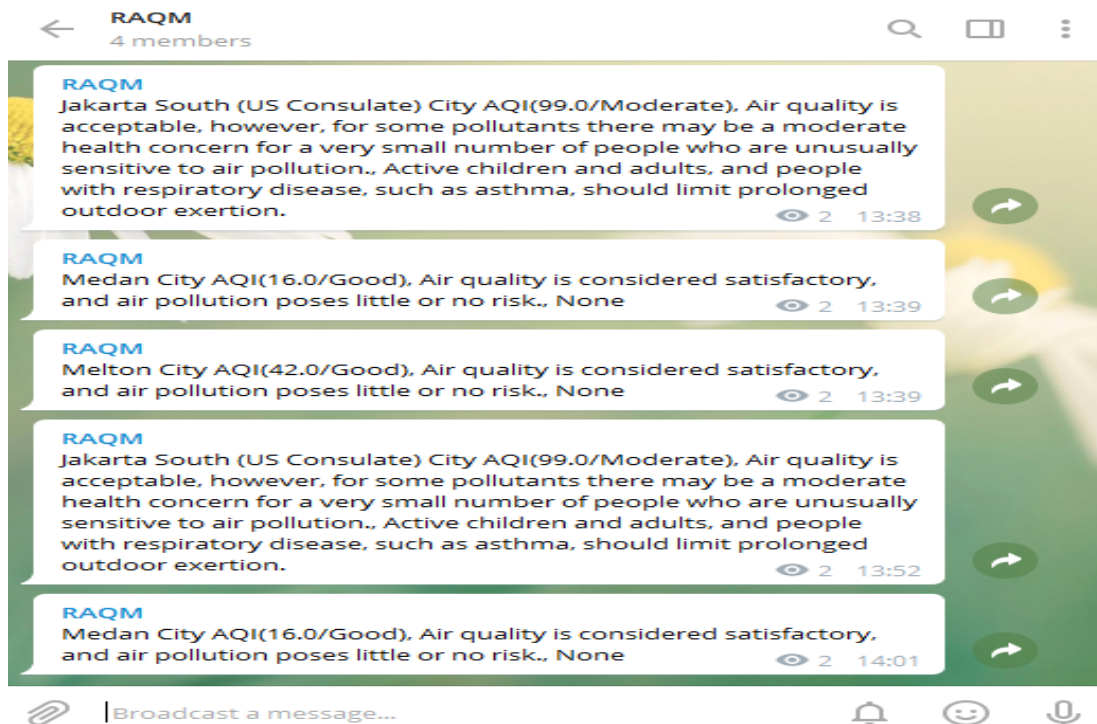 RAQM
4 members
RAQM
Jakarta South (US Consulate) City AQI(99.0/Moderate), Air quality is
acceptable, however, for some pollutants there may be a moderate
health concern for a very small number of people who are unusually
sensitive to air pollution., Active children and adults, and people
with respiratory disease, such as asthma, should limit prolonged
outdoor exertion.
2 13:38
RAQM
Medan City AQI(16.0/Good), Air quality is considered satisfactory,
and air pollution poses little or no risk., None
2 13:39
RAQM
Melton City AQI(42.0/Good), Air quality is considered satisfactory,
and air pollution poses little or no risk., None
2 13:39
RAQM
Jakarta South (US Consulate) City AQI(99.0/Moderate), Air quality is
acceptable, however, for some pollutants there may be a moderate
health concern for a very small number of people who are unusually
sensitive to air pollution., Active children and adults, and people
with respiratory disease, such as asthma, should limit prolonged
outdoor exertion.
2 13:52
RAQM
Medan City AQI(16.0/Good), Air quality is considered satisfactory,
and air pollution poses little or no risk., None
2 14:01
Broadcast a message...